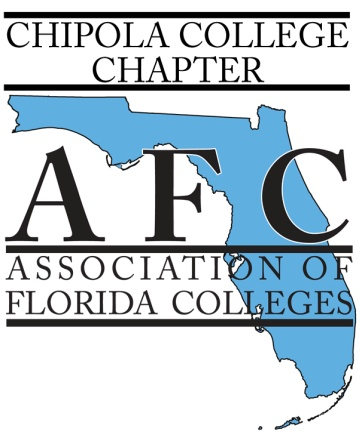 CHIPOLA COLLEGE
CHAPTER
AFC
ASSOCIATION OF
FLORIDA COLLEGES